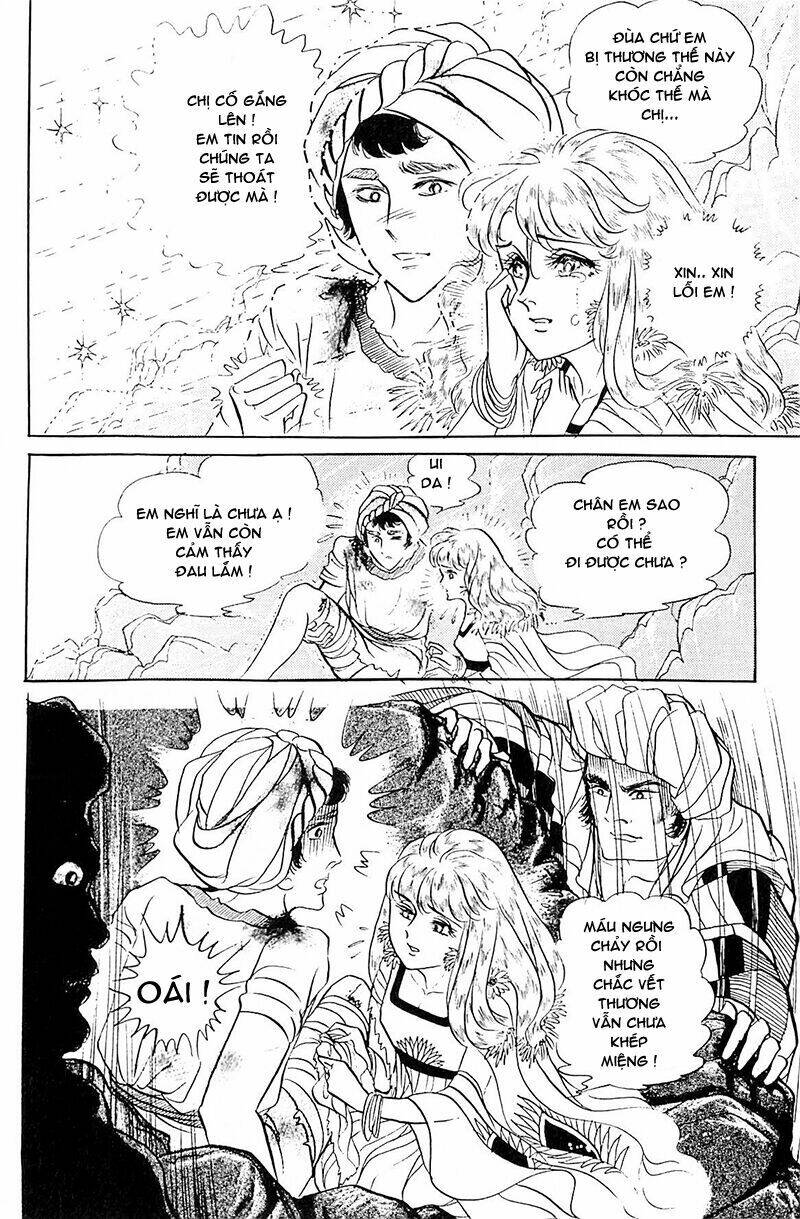 ĐÙA CHỨ EM
BỊ THƯƠNG THẾ NÀY
CÒN CHẲNG
KHÓC THẾ MÀ
CHỊ...
CHỊ CỐ GẮNG
LÊN !
EM TIN RỒI
CHÚNG TA
SẼ THOÁT
ĐƯỢC MÀ !
XIN.. XIN
LỖI EM !
UI
DA !
CHÂN EM SAO
RỒI ?
CÓ THỂ
ĐI ĐƯỢC CHƯA ?
EM NGHĨ LÀ CHƯA Ạ !
EM VẪN CÒN
CẢM THẤY
ĐAU LẮM !
MÁU NGƯNG
CHẢY RỒI
NHƯNG
CHẮC VẾT
THƯƠNG
VẪN CHƯA
KHÉP
MIỆNG !
OÁI !